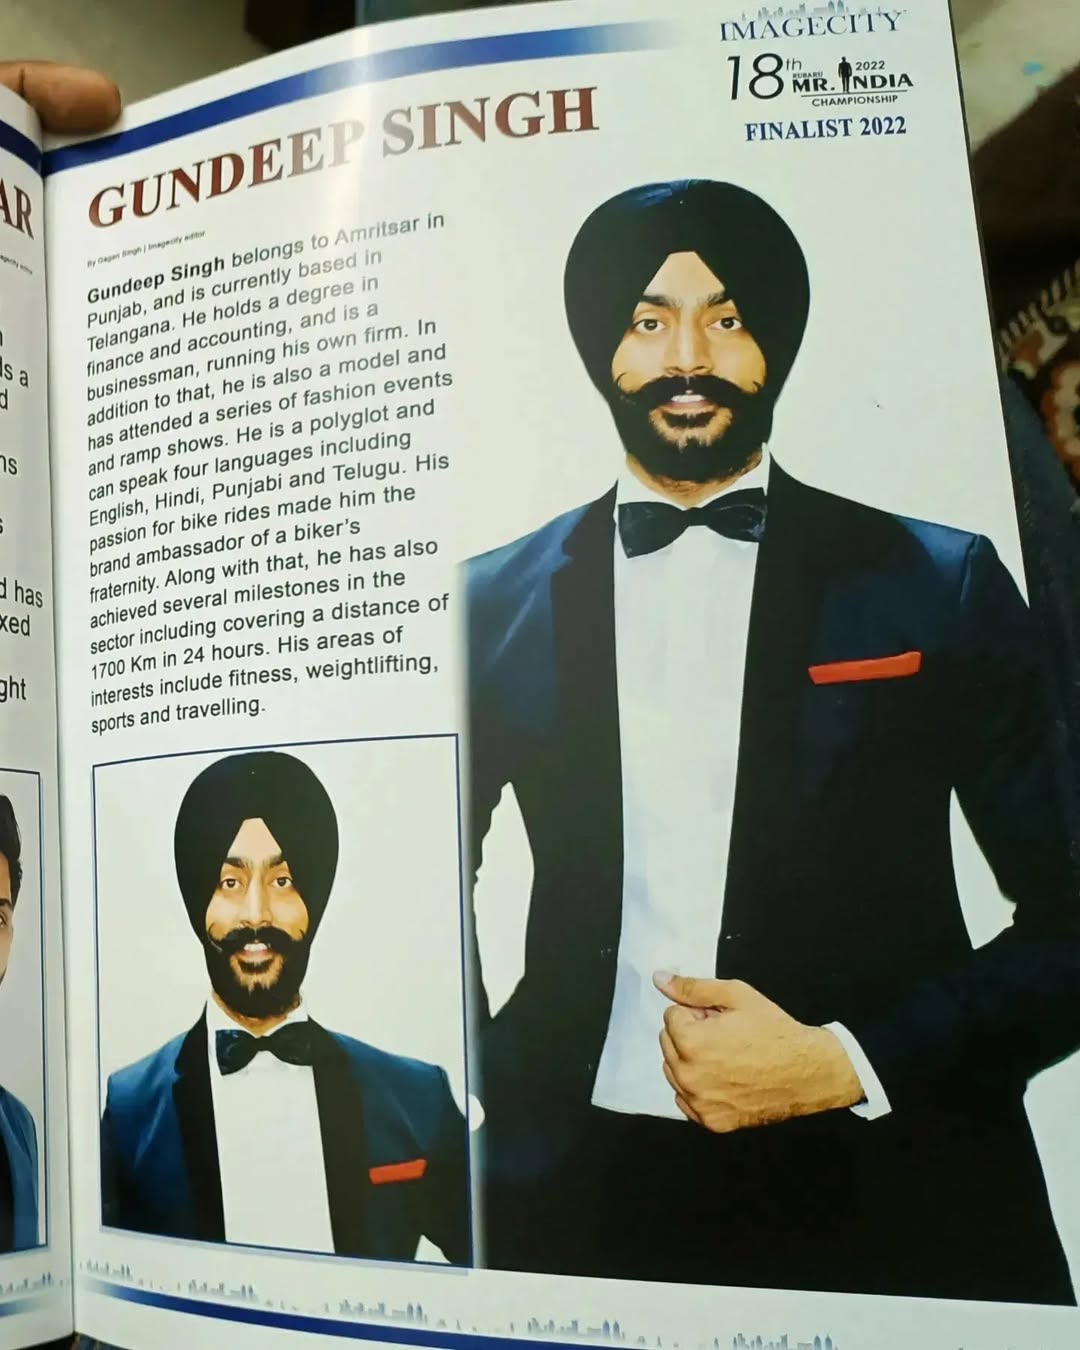 IMAGECITY
18th
RUBARU
2022
MR. INDIA
CHAMPIONSHIP
FINALIST 2022
GUNDEEP SINGH
By Gagan Singh | Imagecity editor
Gundeep Singh belongs to Amritsar in
Punjab, and is currently based in
Telangana. He holds a degree in
finance and accounting, and is a
businessman, running his own firm. In
addition to that, he is also a model and
has attended a series of fashion events
and ramp shows. He is a polyglot and
can speak four languages including
English, Hindi, Punjabi and Telugu. His
passion for bike rides made him the
brand ambassador of a biker's
fraternity. Along with that, he has also
achieved several milestones in the
sector including covering a distance of
1700 Km in 24 hours. His areas of
interests include fitness, weightlifting,
sports and travelling.